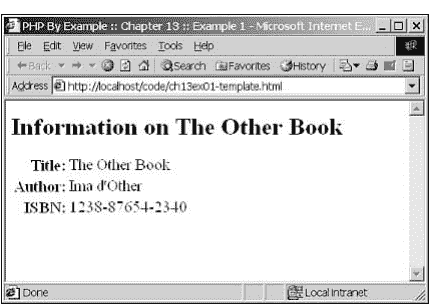 PHP By Example :: Chapter 13 :: Example 1 - Microsoft Internet E...
File Edit View Favorites Tools Help
Back Search Favorites History
Address http://localhost/code/ch13ex01-template.html
Information on The Other Book
Title: The Other Book
Author: Ima d'Other
ISBN: 1238-87654-2340
Done Local intranet